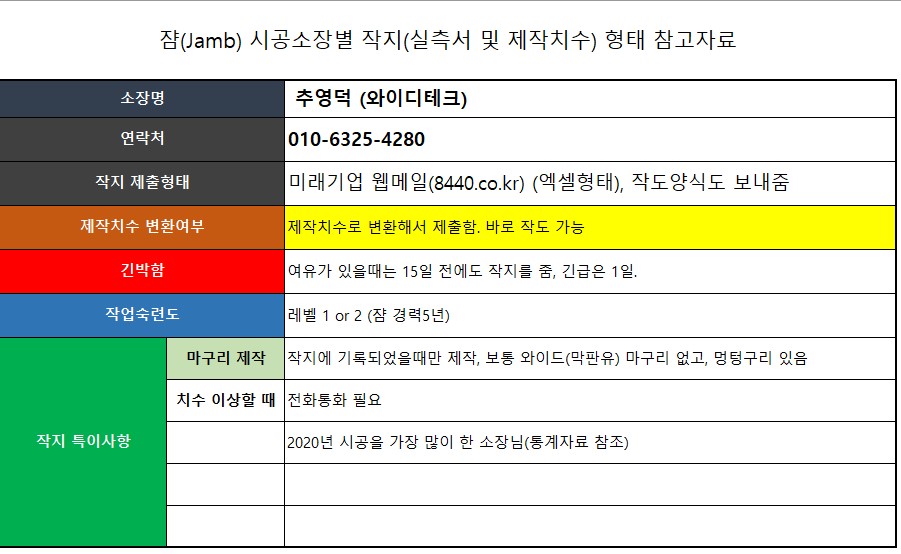 쟘(Jamb) 시공소장별 작지(실측서 및 제작치수) 형태 참고자료
소장명 추영덕 (와이디테크)
연락처 010-6325-4280
작지 제출형태 미래기업 웹메일(8440.co.kr) (엑셀형태), 작도양식도 보내줌
제작치수 변환여부 제작치수로 변환해서 제출함. 바로 작도 가능
긴박함 여유가 있을때는 15일 전에도 작지를 줌, 긴급은 1일.
작업숙련도 레벨 1 or 2 (쟘 경력5년)
작지 특이사항
마구리 제작 작지에 기록되었을때만 제작, 보통 와이드(막판유) 마구리 없고, 멍텅구리 있음
치수 이상할 때 전화통화 필요
2020년 시공을 가장 많이 한 소장님(통계자료 참조)